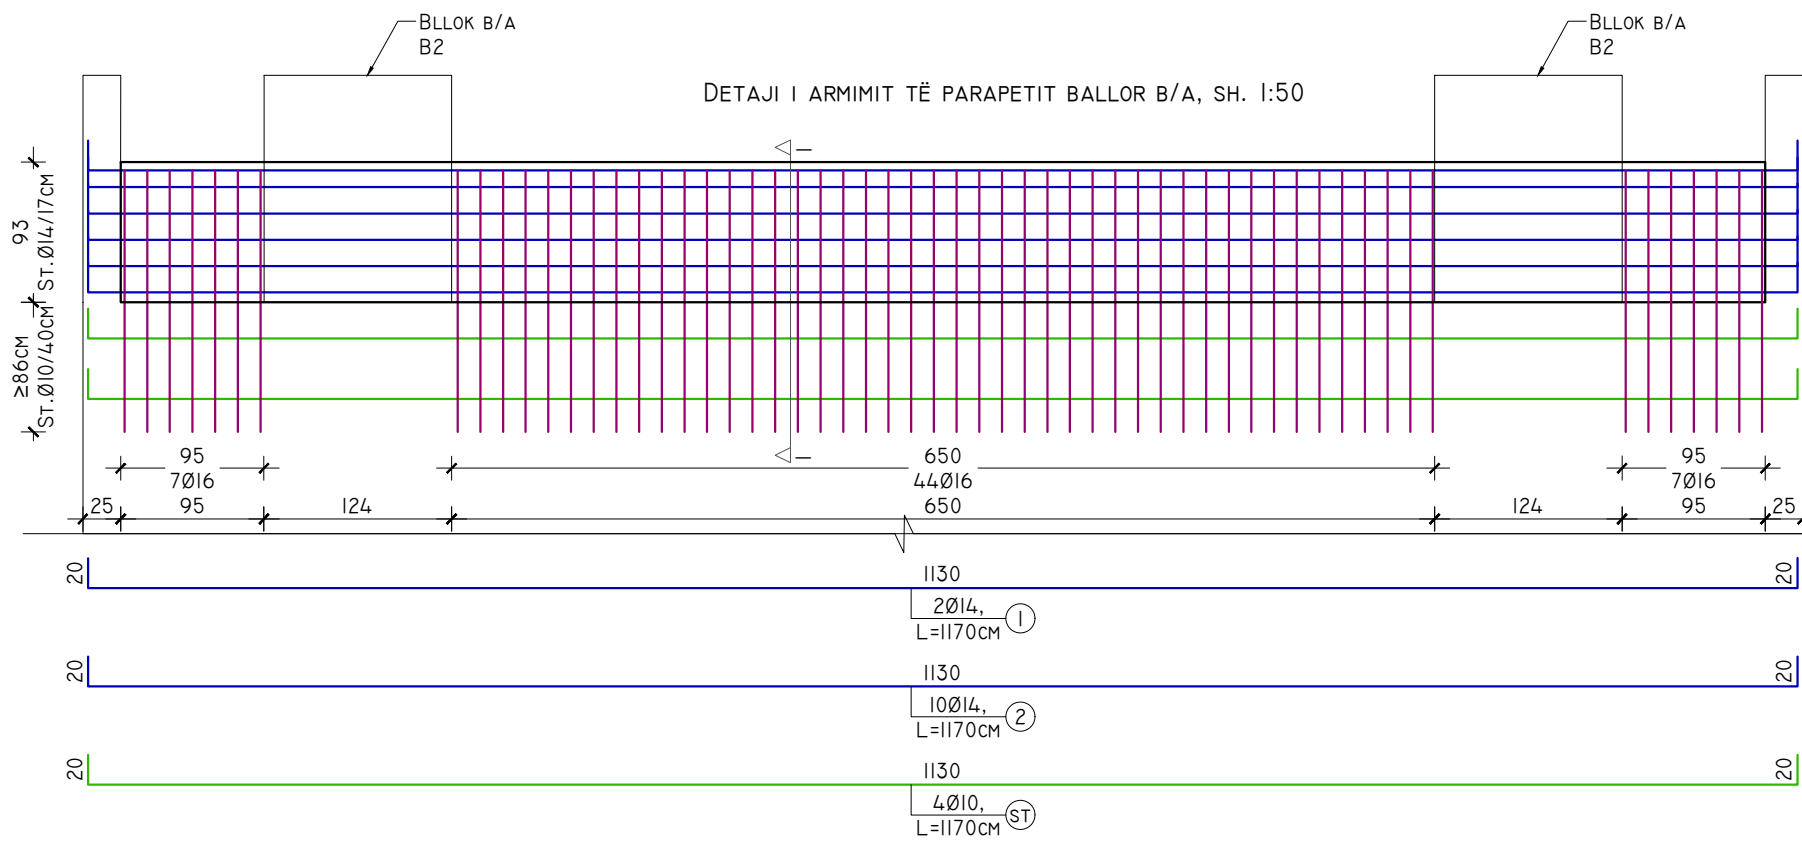 Bllok b/a
B2
Bllok b/a
B2
Detaji i armimit të parapetit ballor b/a, sh. 1:50
93
St.Ø14/17cm
≥86cm
St.Ø10/40cm
1
1
95
7Ø16
650
44Ø16
95
7Ø16
25
95
124
650
124
95
25
20
1130
20
2Ø14,
L=1170cm
1
20
1130
20
10Ø14,
L=1170cm
2
20
1130
20
4Ø10,
L=1170cm
ST